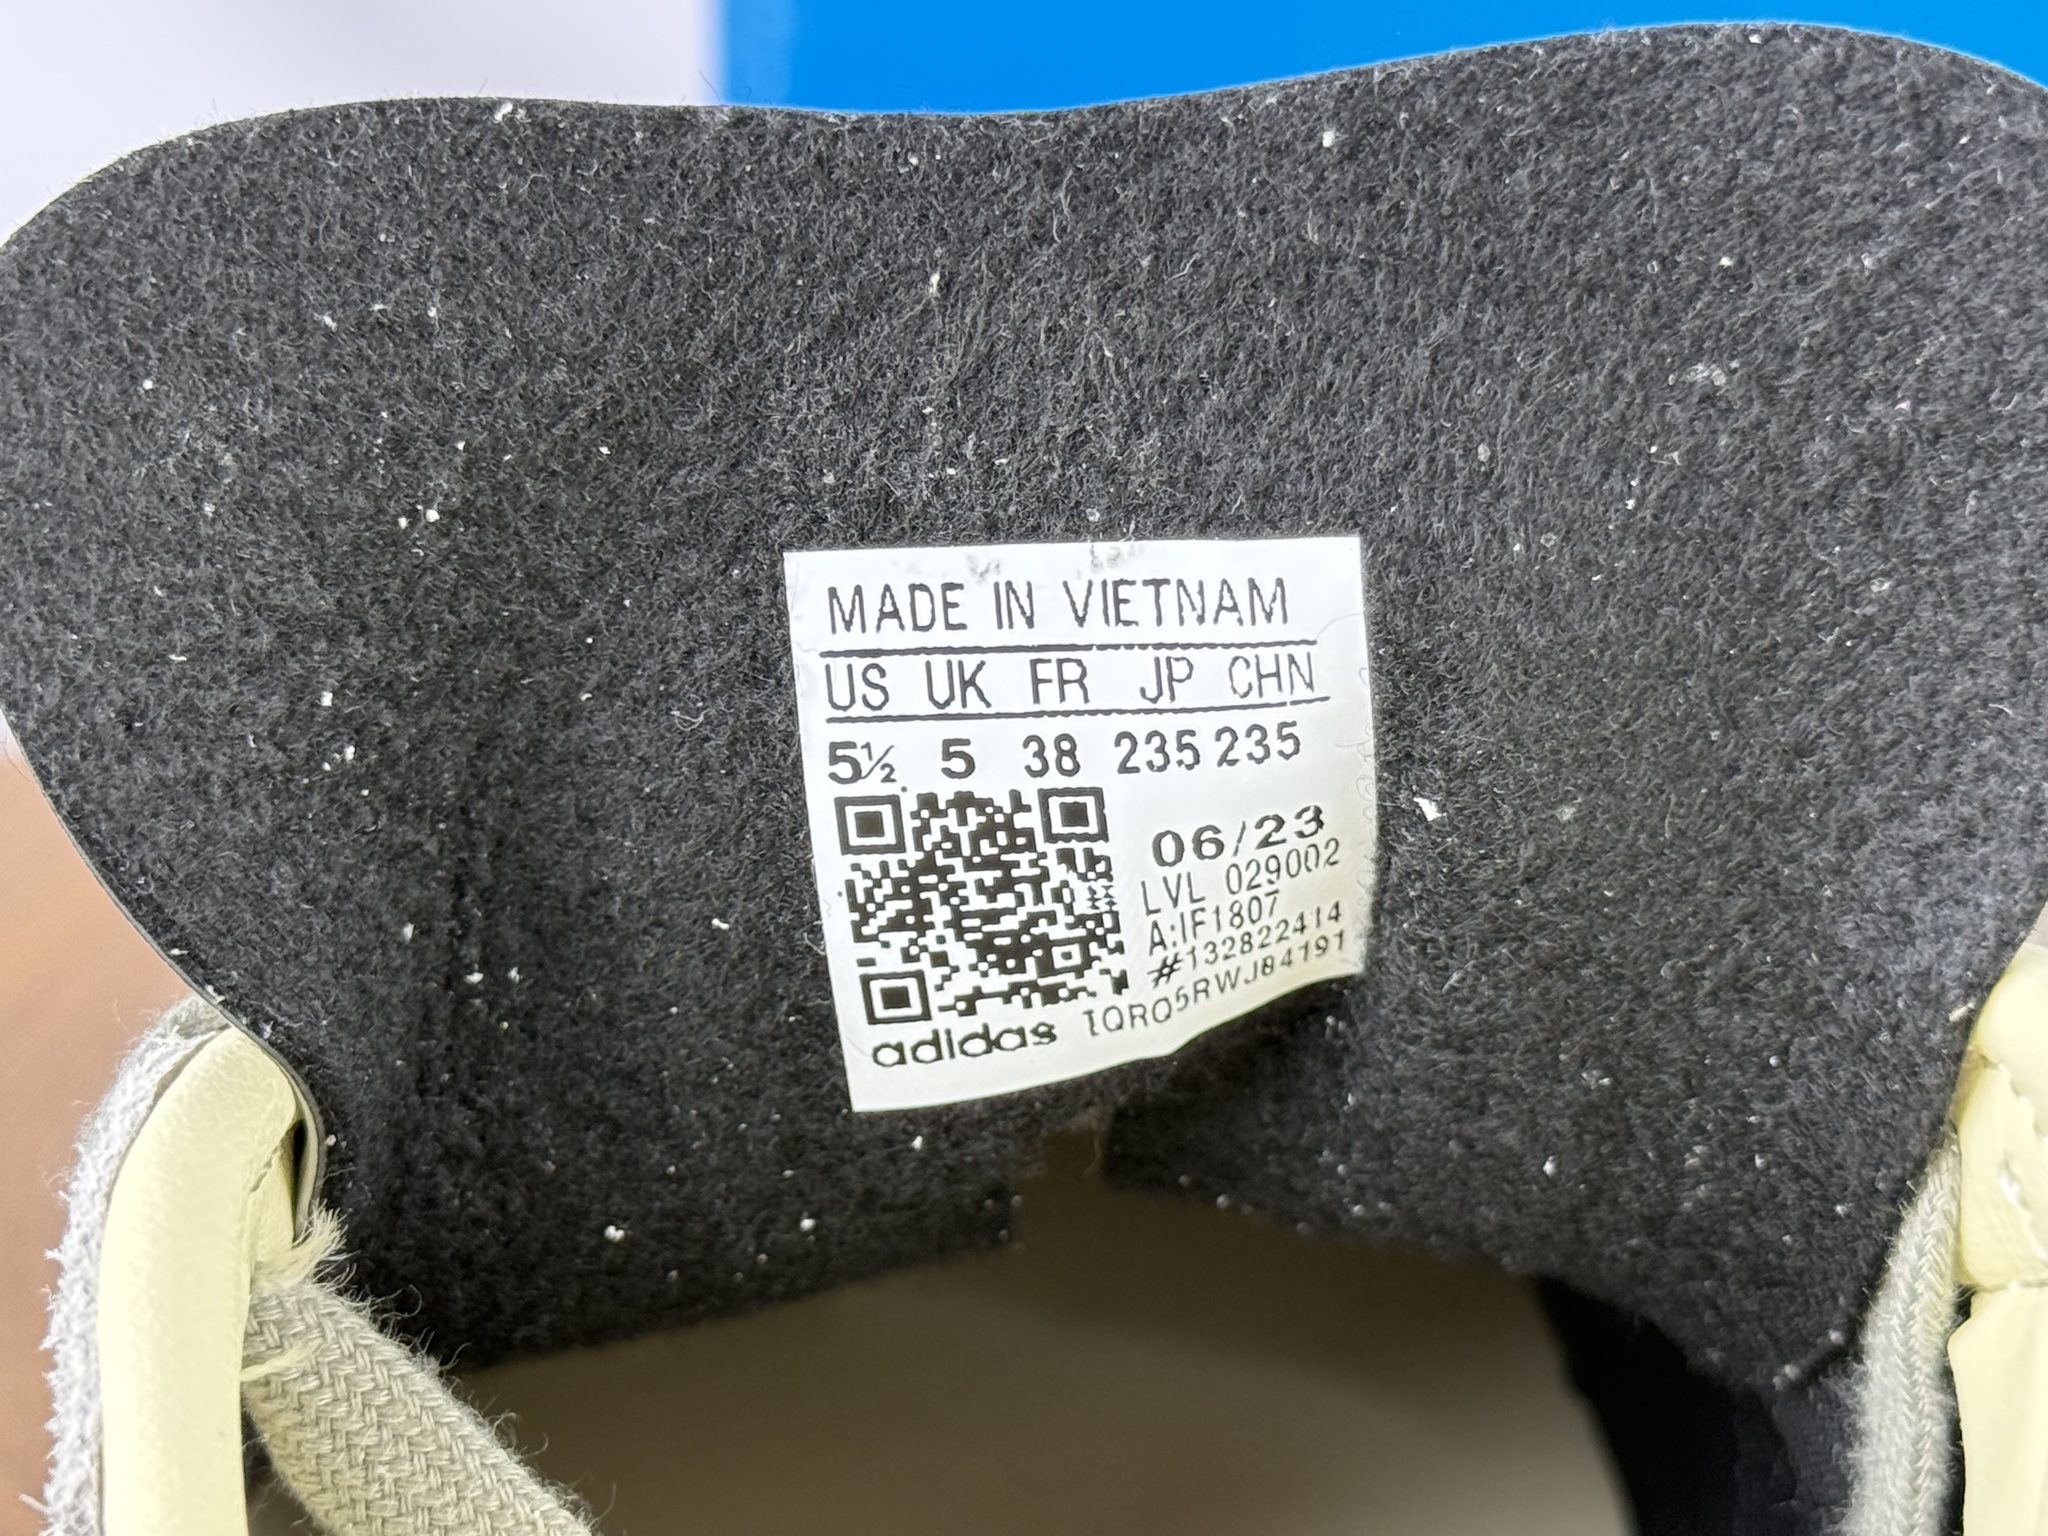 MADE IN VIETNAM
US UK FR JP CHN
5½ 5 38 235 235
06/23
LVL 029002
A:IF1807
#132822414
adidas IQRQ5RWJ84191